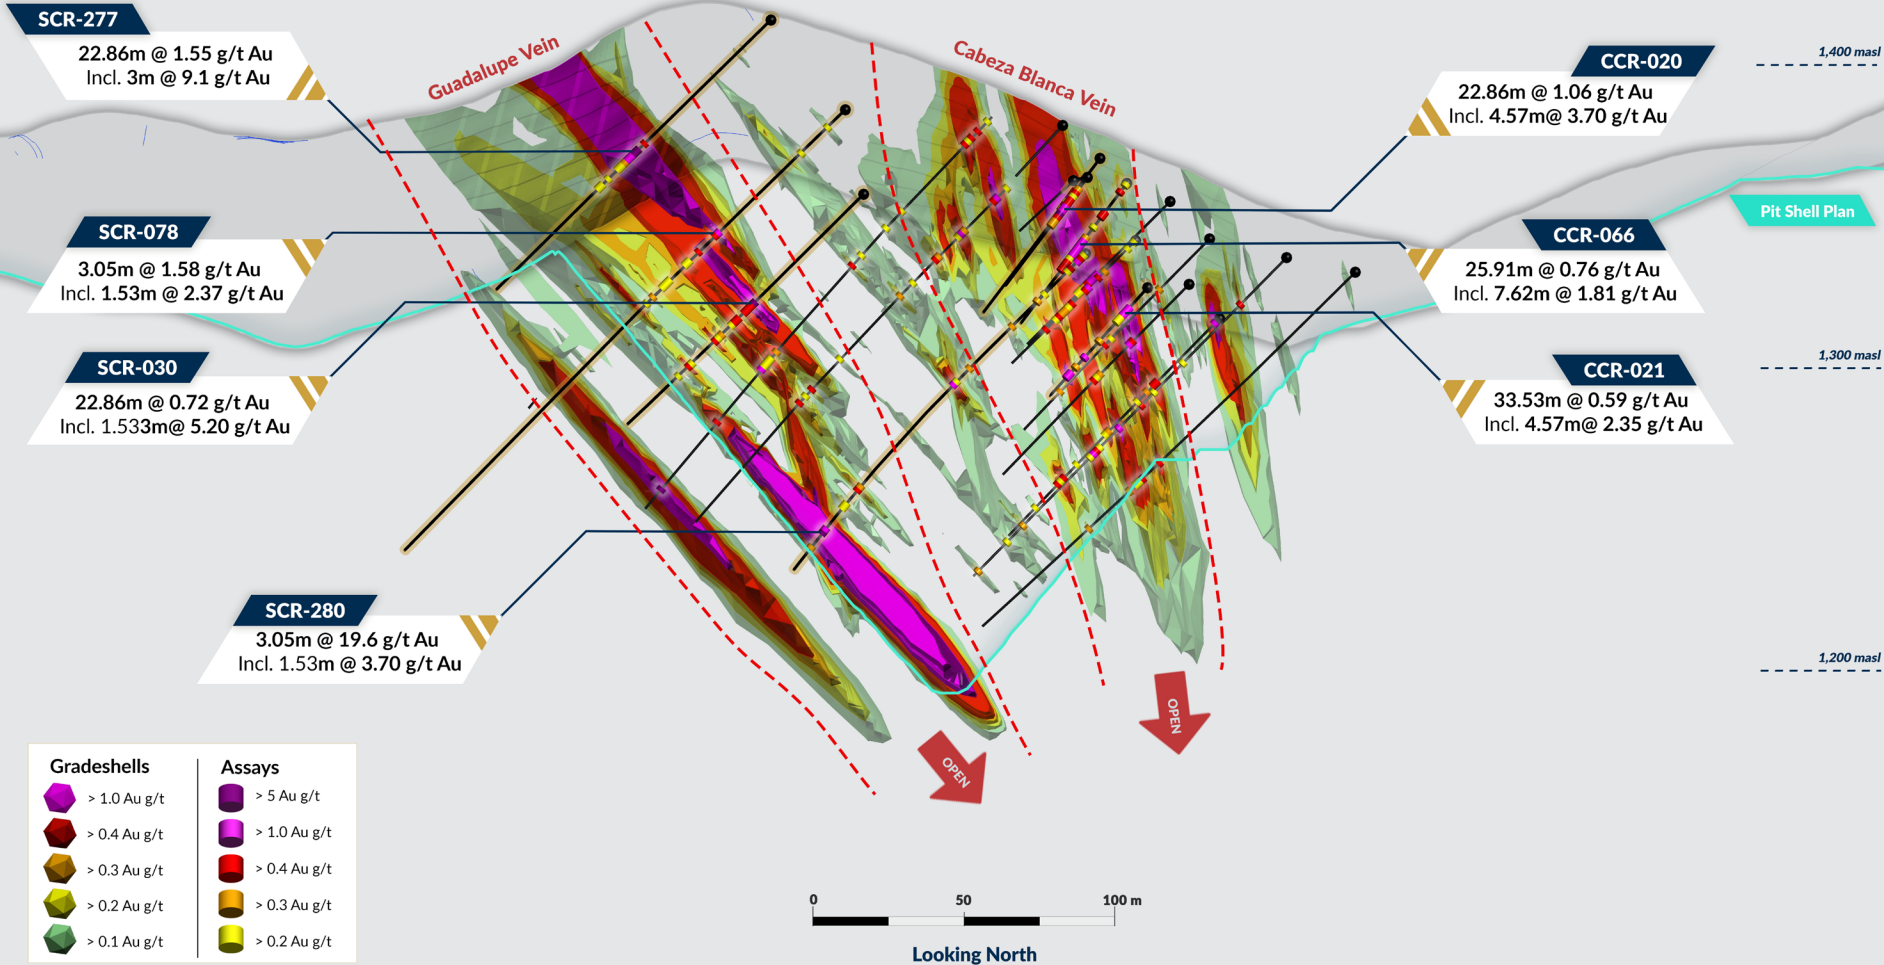 SCR-277
22.86m @ 1.55 g/t Au
Incl. 3m @ 9.1 g/t Au
Guadalupe Vein
Cabeza Blanca Vein
CCR-020
22.86m @ 1.06 g/t Au
Incl. 4.57m@ 3.70 g/t Au
1,400 masl
Pit Shell Plan
SCR-078
3.05m @ 1.58 g/t Au
Incl. 1.53m @ 2.37 g/t Au
CCR-066
25.91m @ 0.76 g/t Au
Incl. 7.62m @ 1.81 g/t Au
1,300 masl
SCR-030
22.86m @ 0.72 g/t Au
Incl. 1.533m@ 5.20 g/t Au
CCR-021
33.53m @ 0.59 g/t Au
Incl. 4.57m@ 2.35 g/t Au
SCR-280
3.05m @ 19.6 g/t Au
Incl. 1.53m @ 3.70 g/t Au
1,200 masl
OPEN
OPEN
Gradeshells
> 1.0 Au g/t
> 0.4 Au g/t
> 0.3 Au g/t
> 0.2 Au g/t
> 0.1 Au g/t
Assays
> 5 Au g/t
> 1.0 Au g/t
> 0.4 Au g/t
> 0.3 Au g/t
> 0.2 Au g/t
0 50 100 m
Looking North